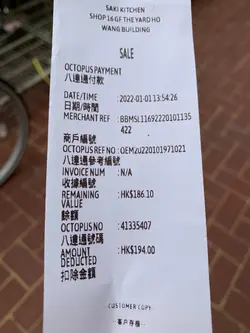 SAKI KITCHEN
SHOP 16 GF THE YARD HO
WANG BUILDING
SALE
OCTOPUS PAYMENT
八達通付款
DATE/TIME : 2022-01-01 13:54:26
日期/時間
MERCHANT REF : BBMSL1169222010113​5
422
商戶編號
OCTOPUS REF NO : OEM2U220101971021
八達通參考編號
INVOICE NUM : N/A
收據編號
REMAINING : HK$186.10
VALUE
餘額
OCTOPUS NO : 41335407
八達通號碼
AMOUNT : HK$194.00
DEDUCTED
扣除金額
--- CUSTOMER COPY ---
- 客戶存根 -